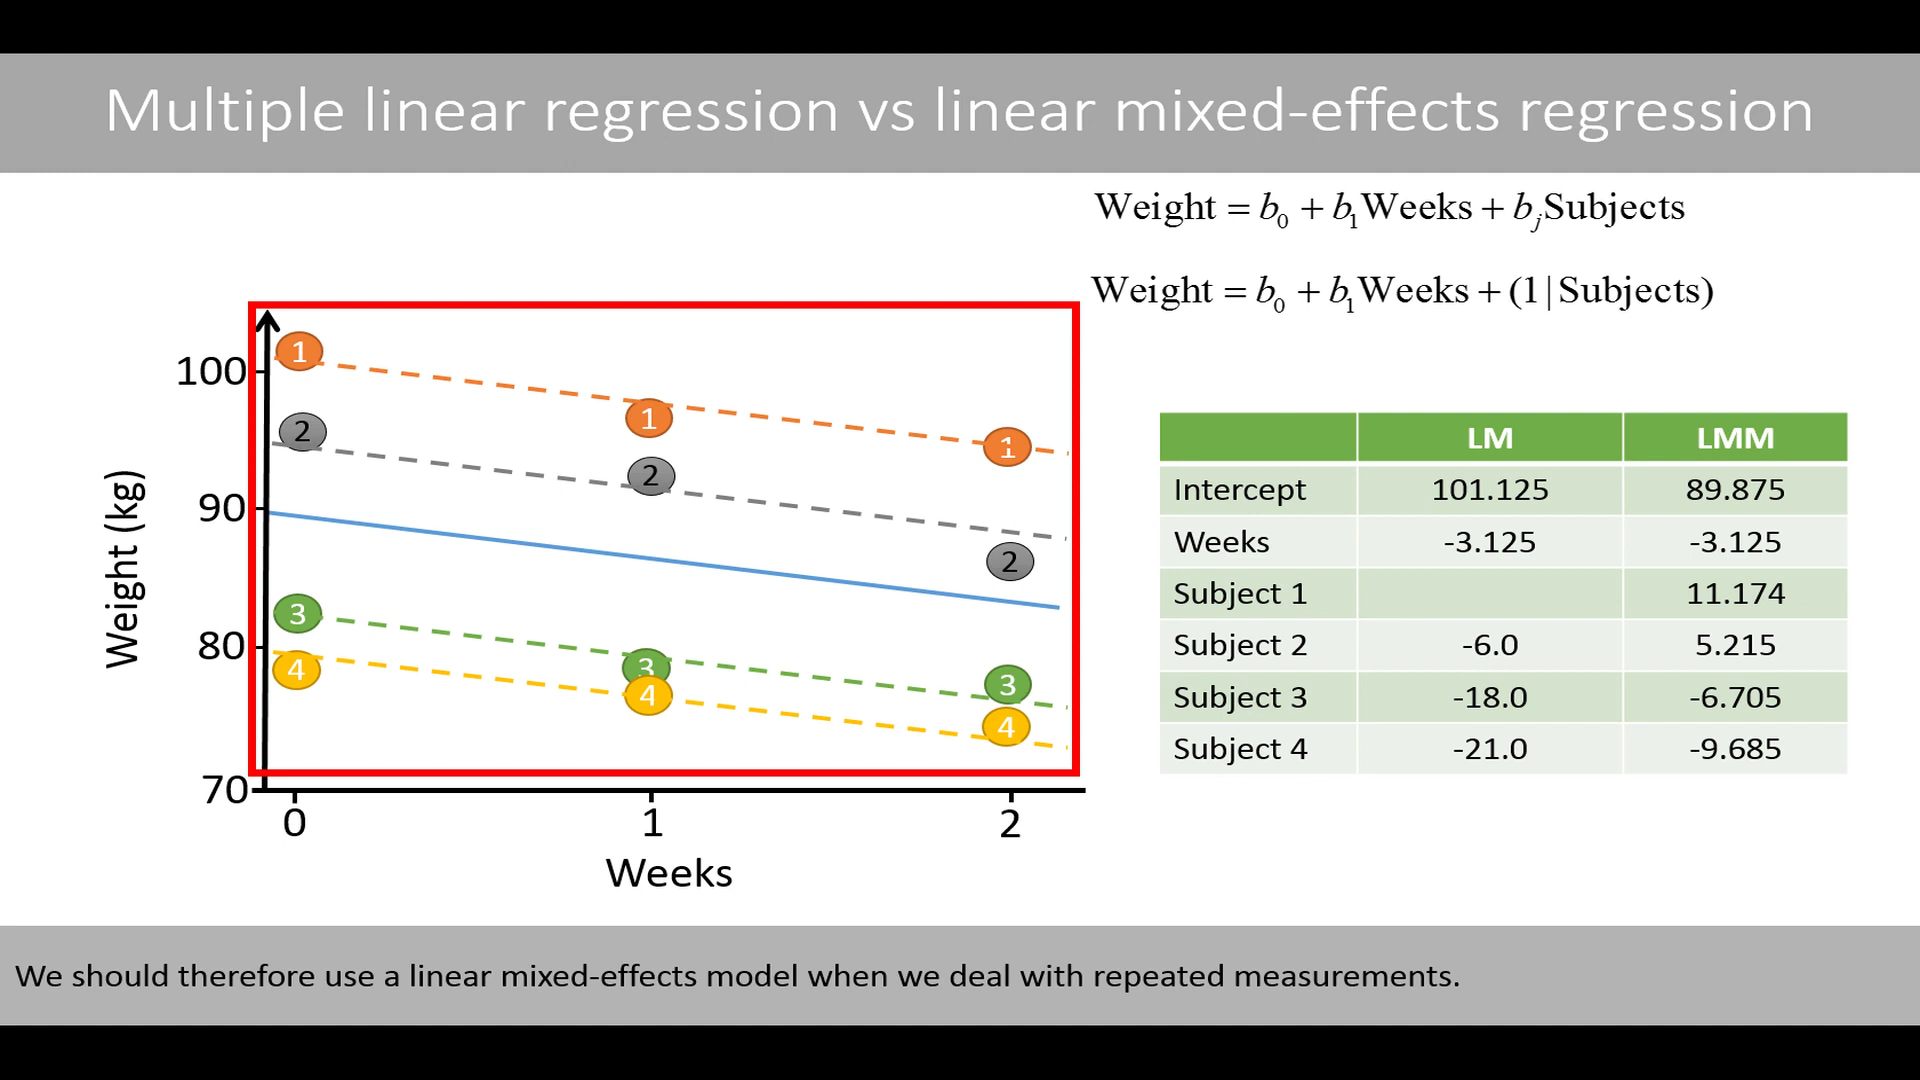 Multiple linear regression vs linear mixed-effects regression
Weight = b₀ + b₁Weeks + bⱼSubjects
Weight = b₀ + b₁Weeks + (1|Subjects)
Weight (kg)
100
90
80
70
1
1
1
2
2
2
3
3
3
4
4
4
0 1 2
Weeks
LM LMM
Intercept 101.125 89.875
Weeks -3.125 -3.125
Subject 1 11.174
Subject 2 -6.0 5.215
Subject 3 -18.0 -6.705
Subject 4 -21.0 -9.685
We should therefore use a linear mixed-effects model when we deal with repeated measurements.